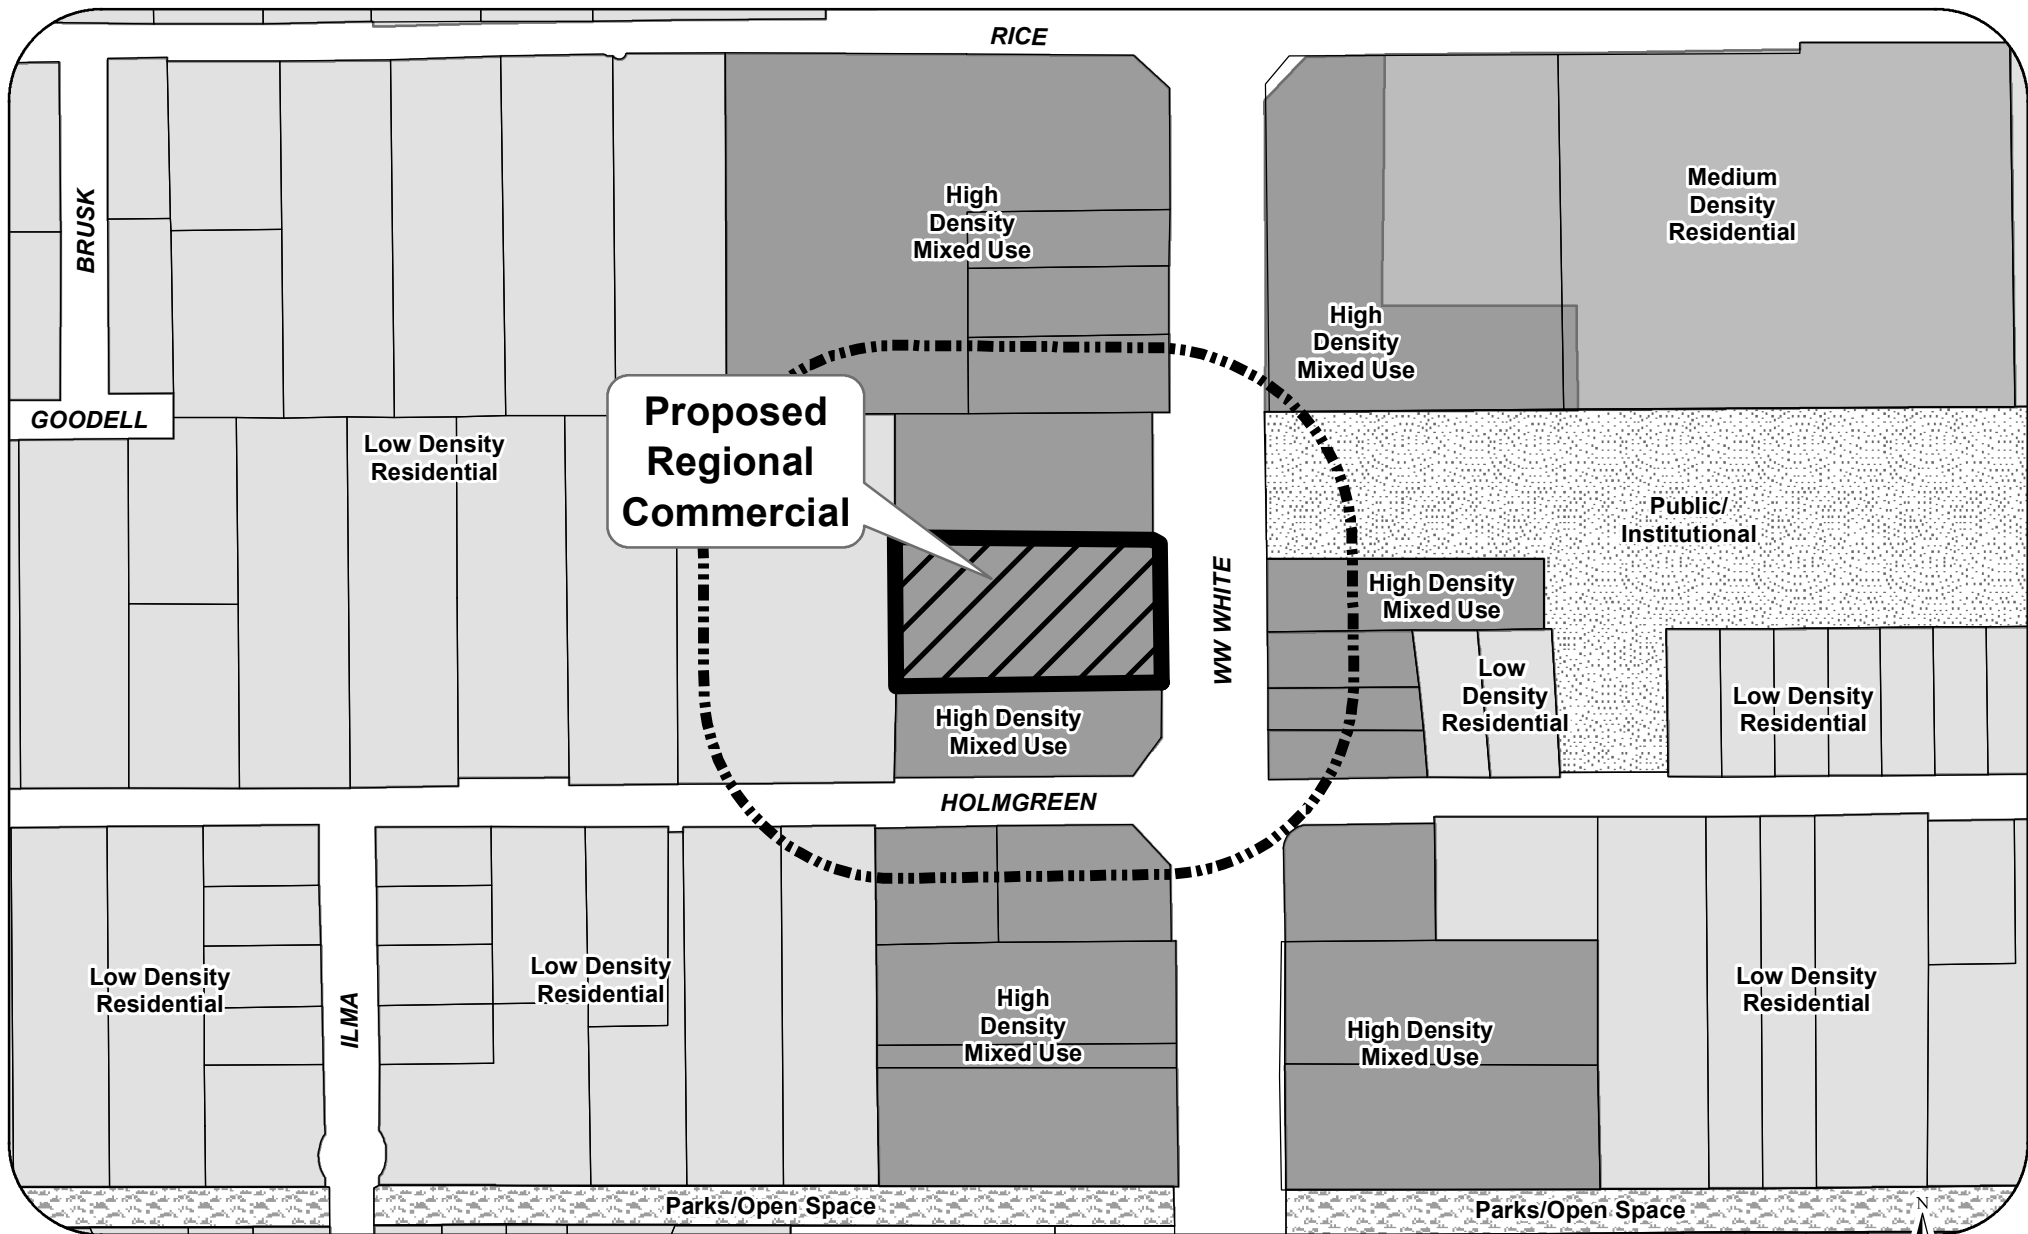 RICE
BRUSK
High
Density
Mixed Use
Medium
Density
Residential
High
Density
Mixed Use
GOODELL
Low Density
Residential
Proposed
Regional
Commercial
Public/
Institutional
WW WHITE
High Density
Mixed Use
Low
Density
Residential
Low Density
Residential
High Density
Mixed Use
HOLMGREEN
Low Density
Residential
ILMA
Low Density
Residential
High
Density
Mixed Use
High Density
Mixed Use
Low Density
Residential
Parks/Open Space
Parks/Open Space
N